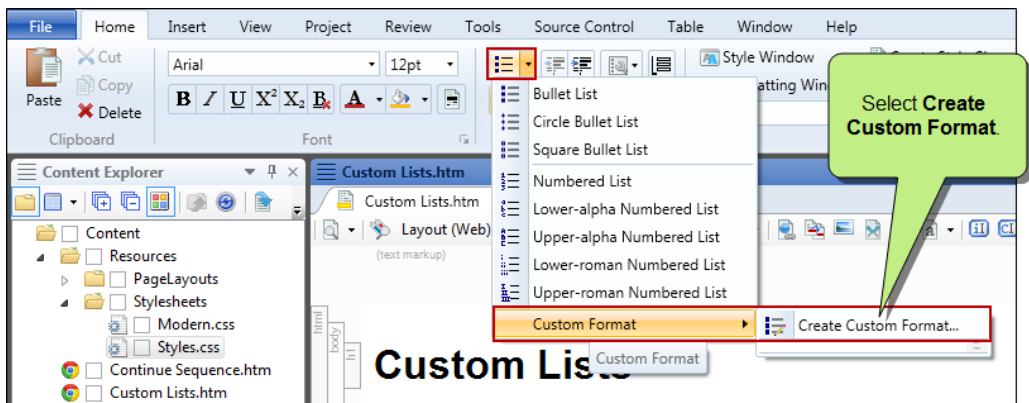 File Home Insert View Project Review Tools Source Control Table Window Help
Cut
Copy
Paste
Delete
Clipboard
Arial 12pt
B I U X² X₂ B A
Font
Style Window
Bullet List
Circle Bullet List
Square Bullet List
Numbered List
Lower-alpha Numbered List
Upper-alpha Numbered List
Lower-roman Numbered List
Upper-roman Numbered List
Custom Format
Create Custom Format...
Custom Format
Select Create
Custom Format.
Content Explorer
Content
Resources
PageLayouts
Stylesheets
Modern.css
Styles.css
Continue Sequence.htm
Custom Lists.htm
Custom Lists.htm
Custom Lists.htm
Layout (Web)
(text markup)
html
body
h1
Custom Lists